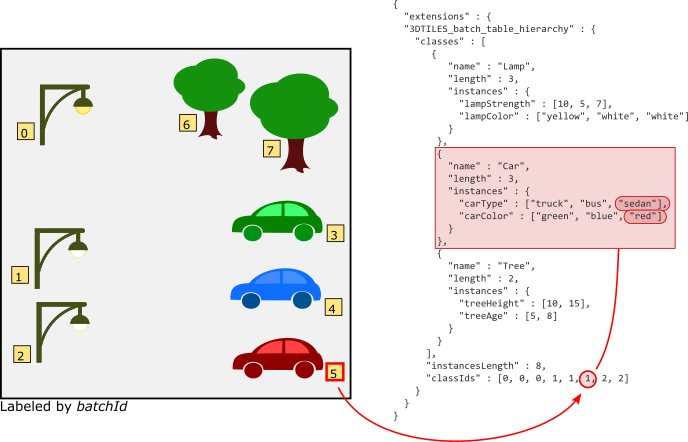 0
6
7
1
3
4
2
5
Labeled by batchId
{
"extensions" : {
"3DTILES_batch_table_hierarchy" : {
"classes" : [
{
"name" : "Lamp",
"length" : 3,
"instances" : {
"lampStrength" : [10, 5, 7],
"lampColor" : ["yellow", "white", "white"]
}
},
{
"name" : "Car",
"length" : 3,
"instances" : {
"carType" : ["truck", "bus", "sedan"],
"carColor" : ["green", "blue", "red"]
}
},
{
"name" : "Tree",
"length" : 2,
"instances" : {
"treeHeight" : [10, 15],
"treeAge" : [5, 8]
}
}
],
"instancesLength" : 8,
"classIds" : [0, 0, 0, 1, 1, 1, 2, 2]
}
}
}